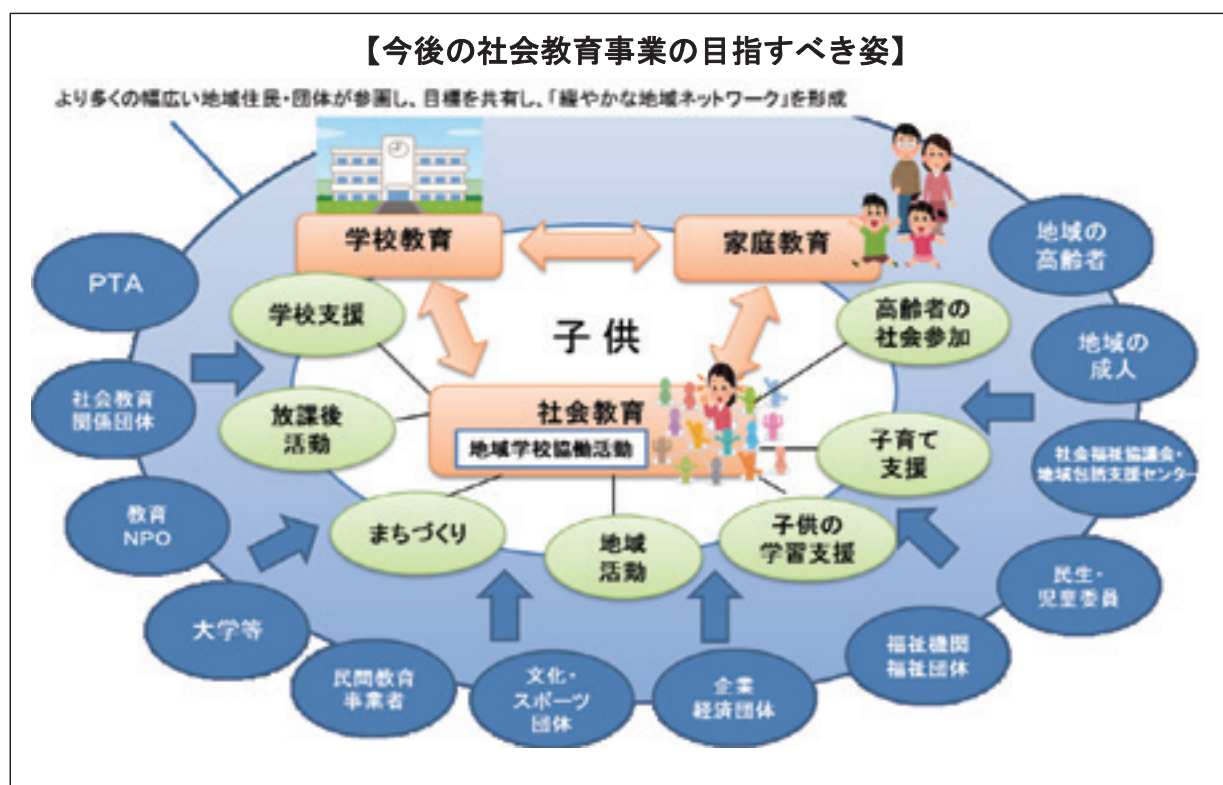 【今後の社会教育事業の目指すべき姿】
より多くの幅広い地域住民・団体が参画し、目標を共有し、「緩やかな地域ネットワーク」を形成
学校教育
家庭教育
地域の
高齢者
PTA
学校支援
子供
高齢者の
社会参加
地域の
成人
社会教育
関係団体
放課後
活動
社会教育
地域学校協働活動
子育て
支援
社会福祉協議会・
地域包括支援センター
教育
NPO
まちづくり
地域
活動
子供の
学習支援
民生・
児童委員
大学等
民間教育
事業者
文化・
スポーツ
団体
企業
経済団体
福祉機関
福祉団体